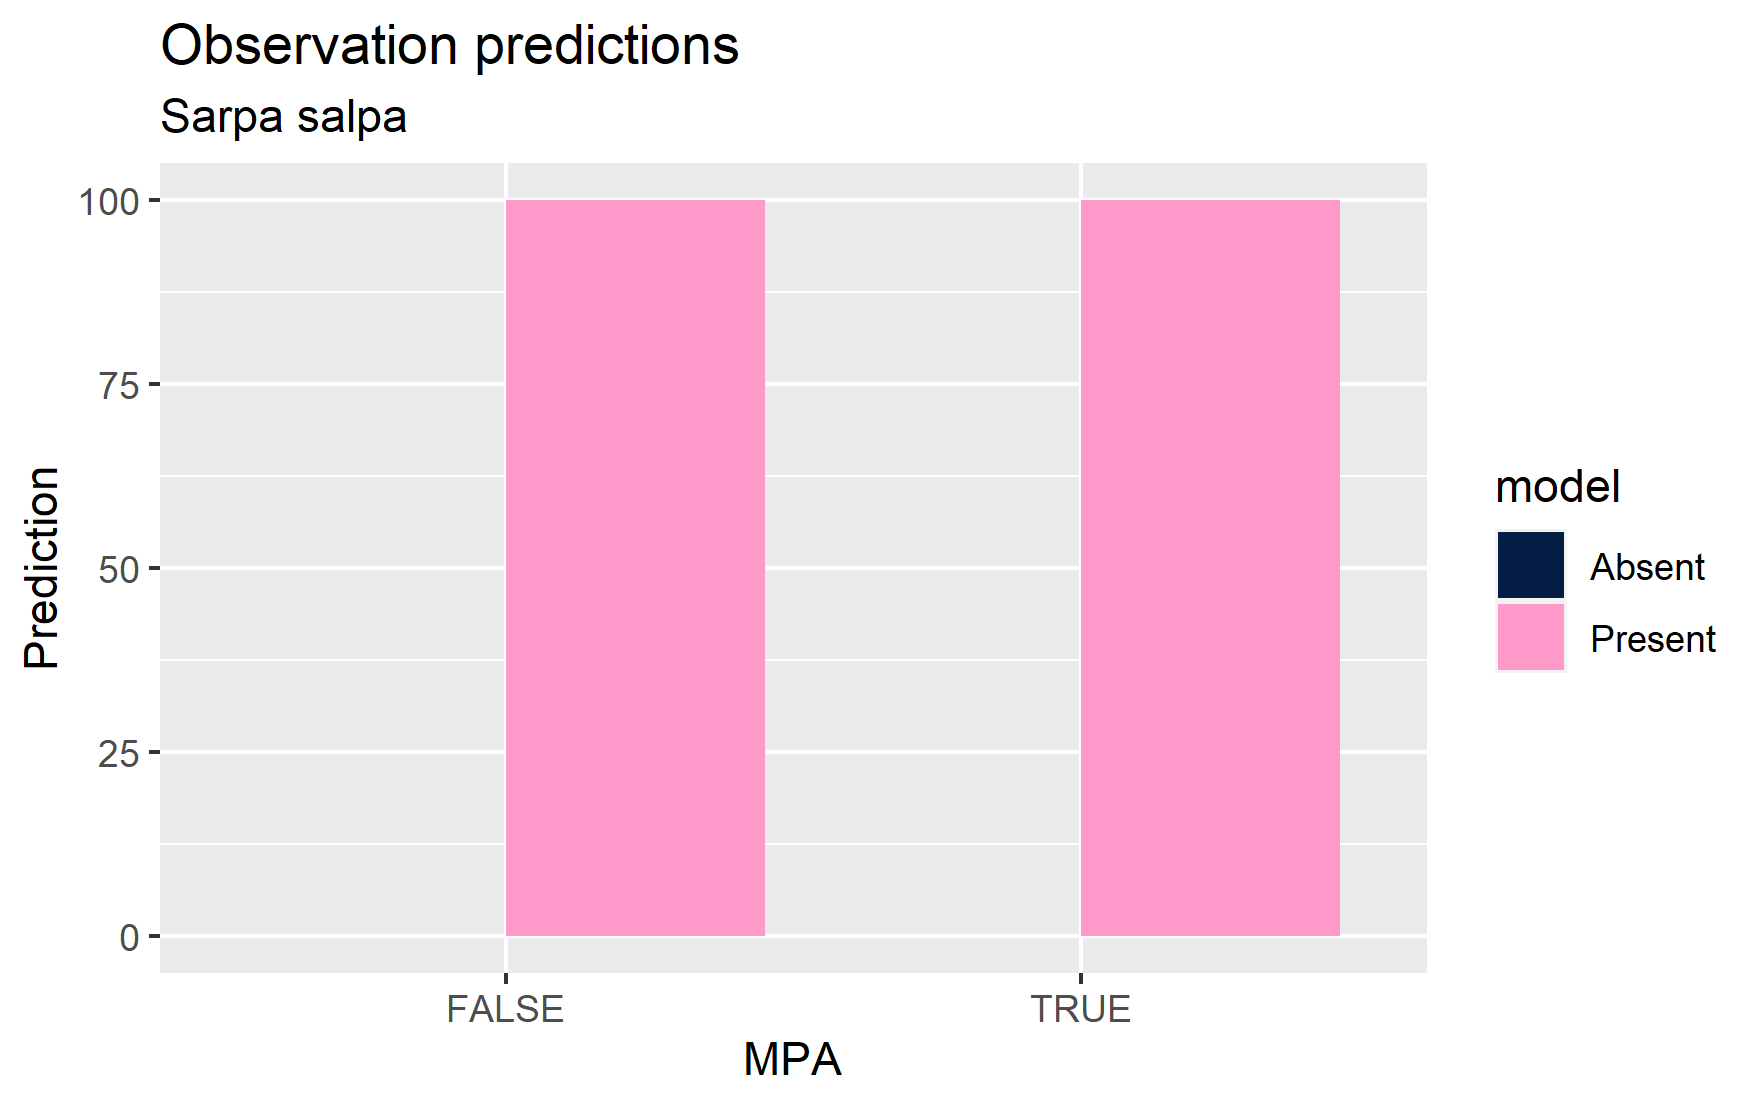 Observation predictions
Sarpa salpa
100
75
50
25
0
Prediction
FALSE
TRUE
MPA
model
Absent
Present